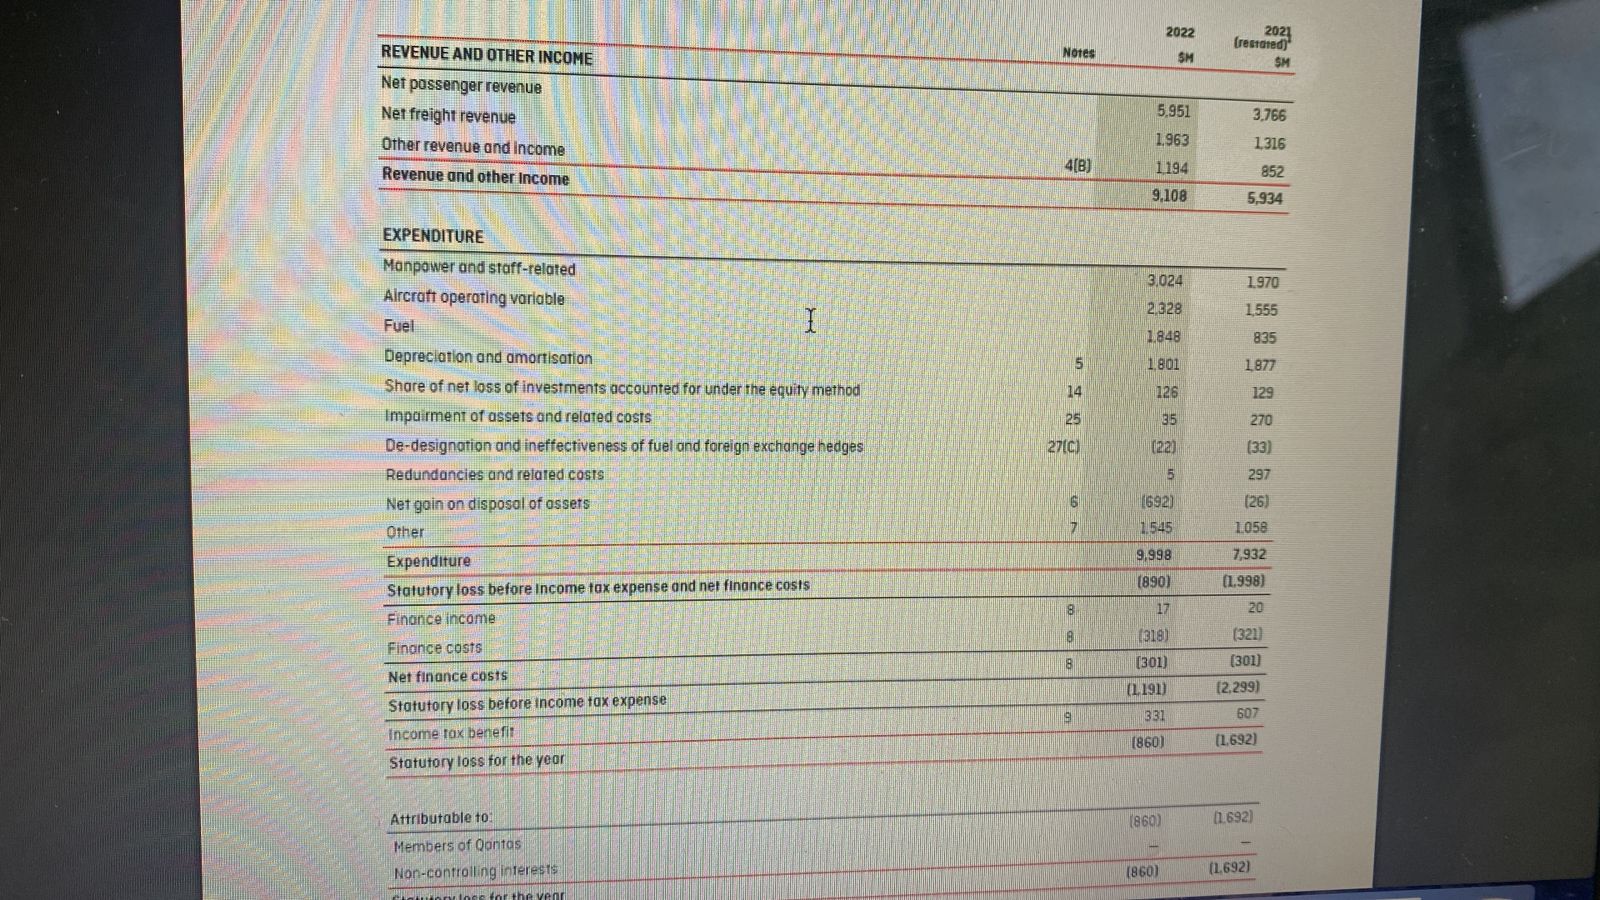 2022 2021
(restated)¹
REVENUE AND OTHER INCOME Notes $M $M
Net passenger revenue 5,951 3,766
Net freight revenue 1,963 1,316
Other revenue and income 4(B) 1,194 852
Revenue and other income 9,108 5,934
EXPENDITURE
Manpower and staff-related 3,024 1,970
Aircraft operating variable 2,328 1,555
Fuel 1,848 835
Depreciation and amortisation 5 1,801 1,877
Share of net loss of investments accounted for under the equity method 14 126 129
Impairment of assets and related costs 25 35 270
De-designation and ineffectiveness of fuel and foreign exchange hedges 27(C) (22) (33)
Redundancies and related costs 5 297
Net gain on disposal of assets 6 (692) (26)
Other 7 1,545 1,058
Expenditure 9,998 7,932
Statutory loss before income tax expense and net finance costs (890) (1,998)
Finance income 8 17 20
Finance costs 8 (318) (321)
Net finance costs 8 (301) (301)
Statutory loss before income tax expense (1,191) (2,299)
Income tax benefit 9 331 607
Statutory loss for the year (860) (1,692)
Attributable to:
Members of Qantas (860) (1,692)
Non-controlling interests – –
Statutory loss for the year (860) (1,692)